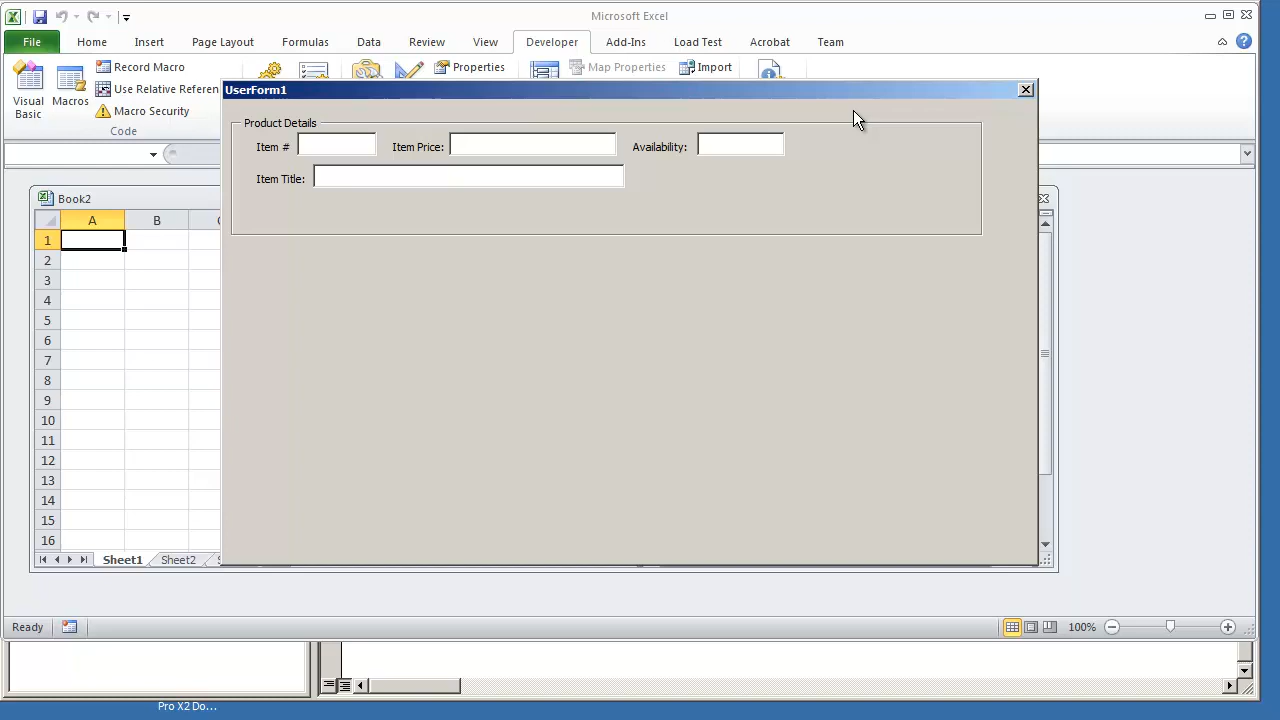 Microsoft Excel
File Home Insert Page Layout Formulas Data Review View Developer Add-Ins Load Test Acrobat Team
Visual Basic
Macros
Record Macro
Use Relative Referen
Macro Security
Code
Properties
Map Properties
Import
UserForm1
Product Details
Item # Item Price: Availability:
Item Title:
Book2
A B
1
2
3
4
5
6
7
8
9
10
11
12
13
14
15
16
Sheet1 Sheet2
Ready 100%
Pro X2 Do...